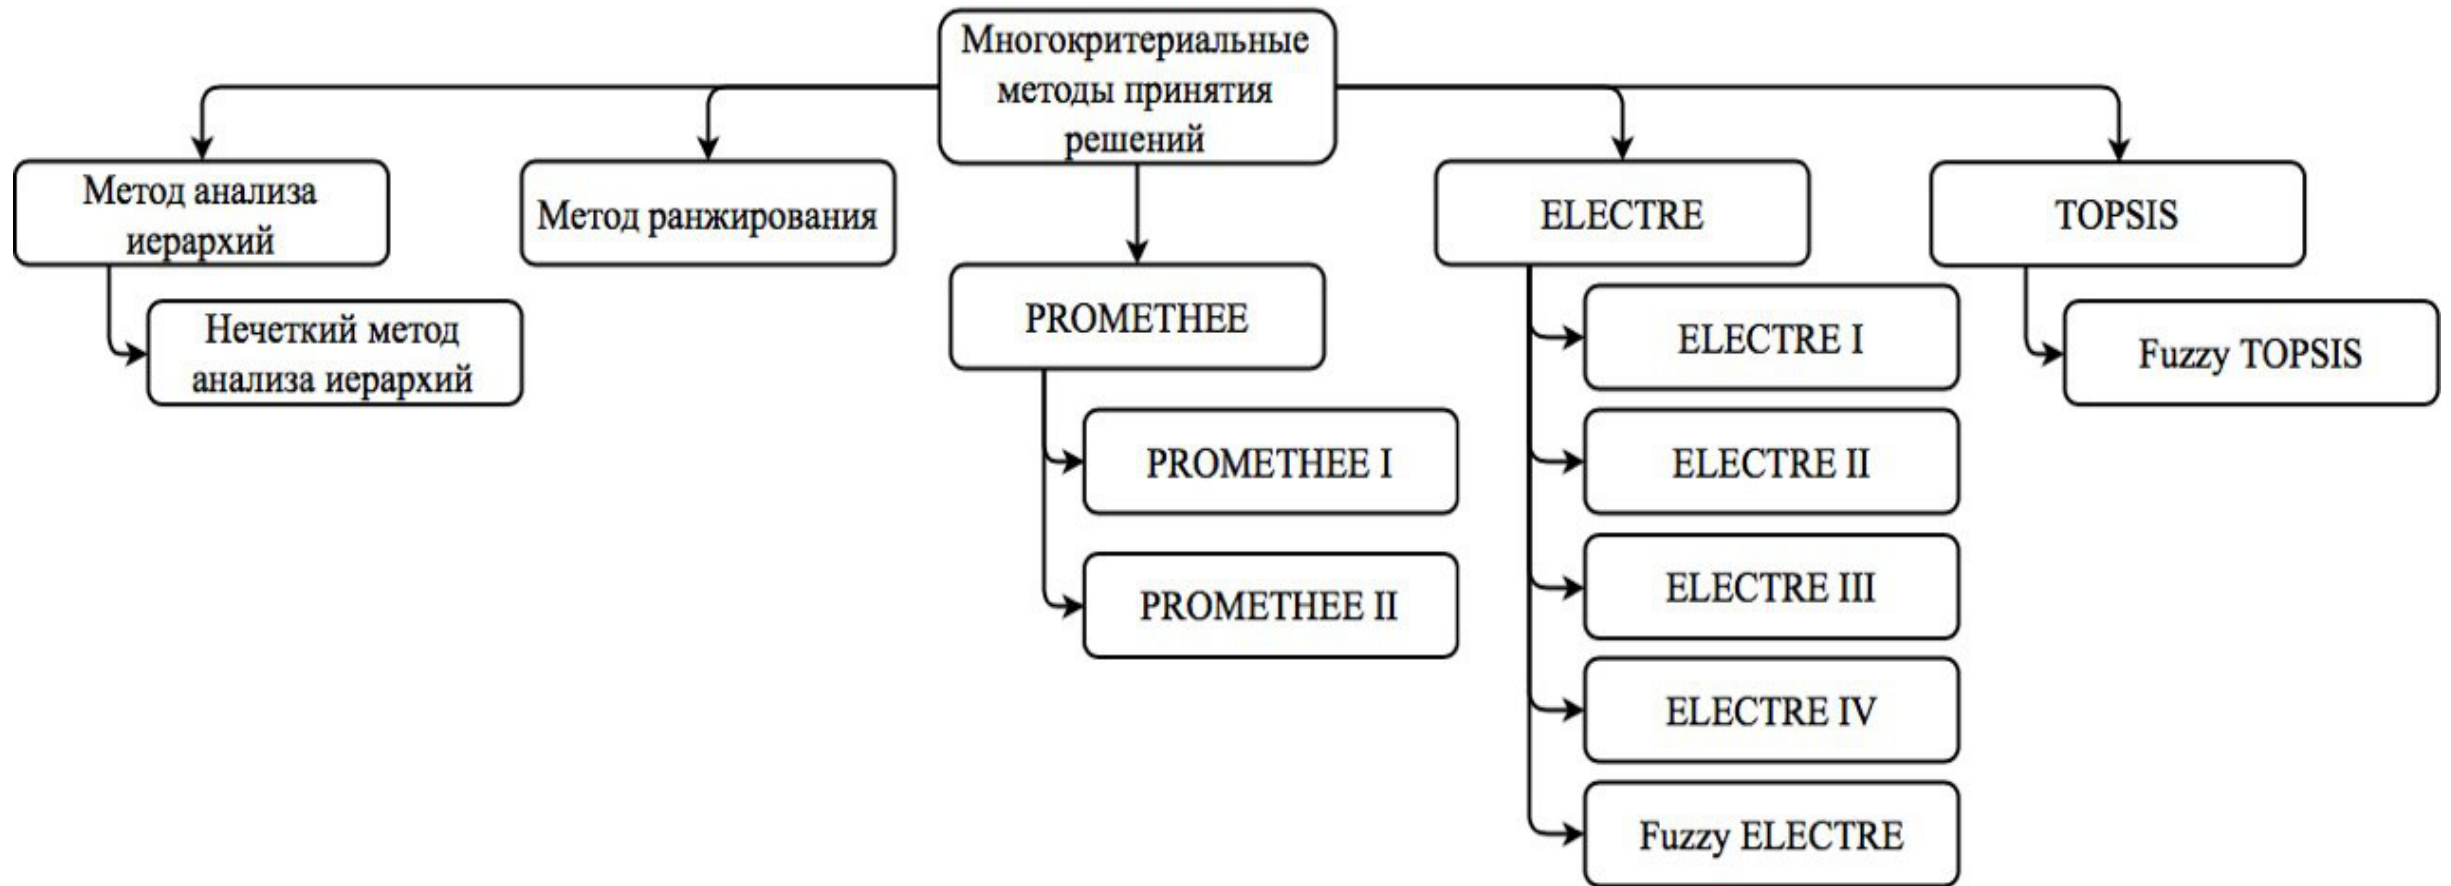 Многокритериальные
методы принятия
решений
Метод анализа
иерархий
Метод ранжирования
ELECTRE
TOPSIS
Нечеткий метод
анализа иерархий
PROMETHEE
PROMETHEE I
PROMETHEE II
ELECTRE I
ELECTRE II
ELECTRE III
ELECTRE IV
Fuzzy ELECTRE
Fuzzy TOPSIS